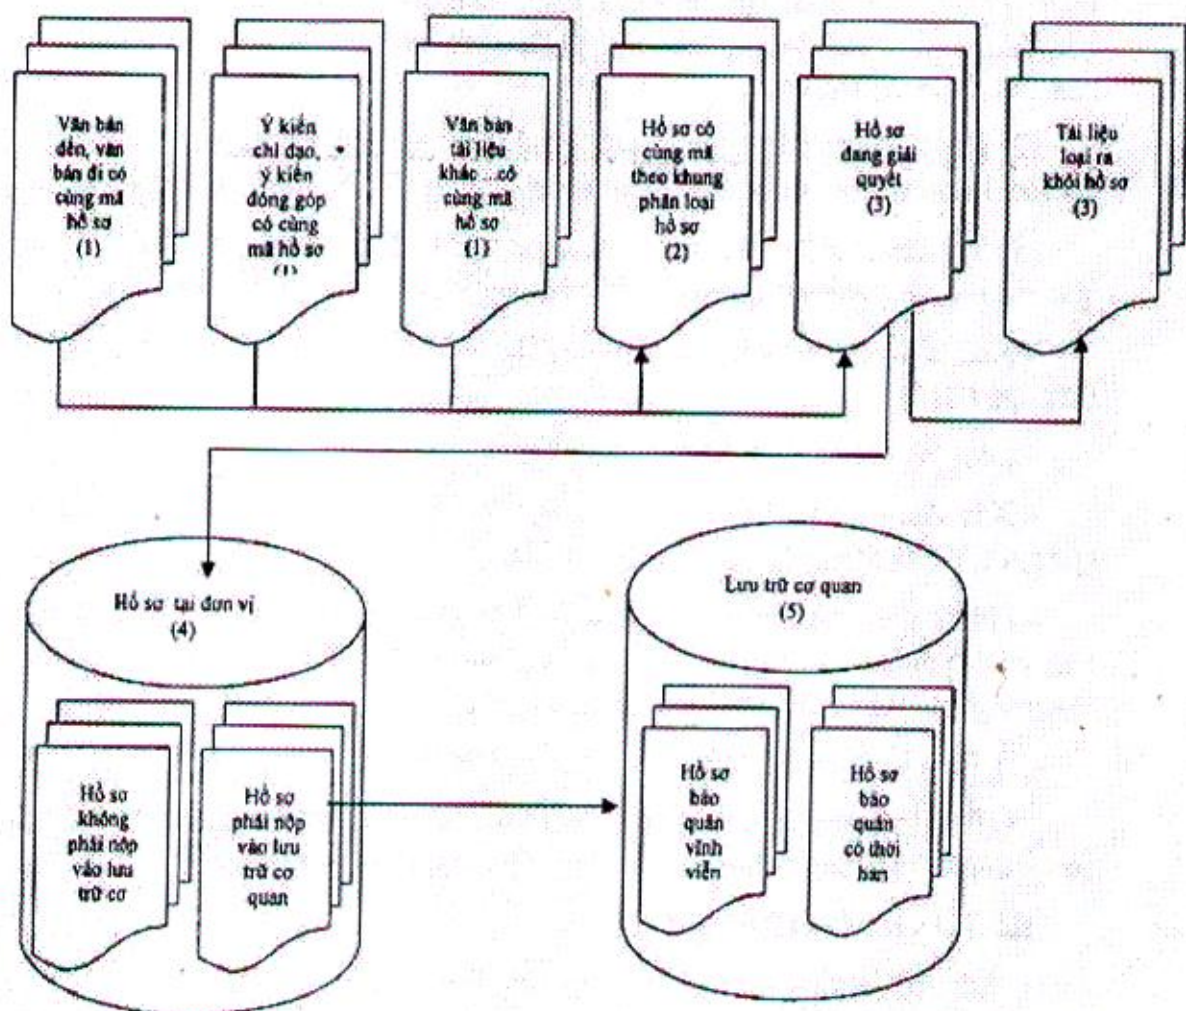 Văn bản
đến, văn
bản đi có
cùng mã
hồ sơ
(1)
Ý kiến
chỉ đạo,
ý kiến
đóng góp
có cùng
mã hồ sơ
(1)
Văn bản
tài liệu
khác ...có
cùng mã
hồ sơ
(1)
Hồ sơ có
cùng mã
theo khung
phân loại
hồ sơ
(2)
Hồ sơ
đang giải
quyết
(3)
Tài liệu
loại ra
khỏi hồ sơ
(3)
Hồ sơ tại đơn vị
(4)
Lưu trữ cơ quan
(5)
Hồ sơ
không
phải nộp
vào lưu
trữ cơ
Hồ sơ
phải nộp
vào lưu
trữ cơ
quan
Hồ sơ
bảo
quản
vĩnh
viễn
Hồ sơ
bảo
quản
có thời
hạn